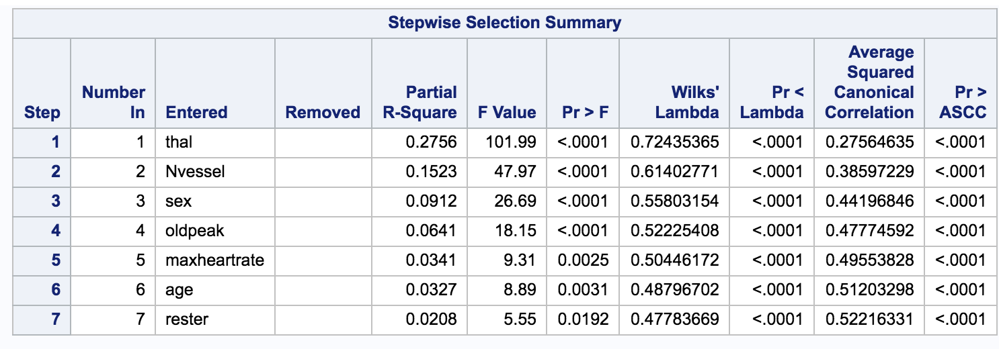 Stepwise Selection Summary
Step Number In Entered Removed Partial R-Square F Value Pr > F Wilks' Lambda Pr < Lambda Average Squared Canonical Correlation Pr > ASCC
1 1 thal 0.2756 101.99 <.0001 0.72435365 <.0001 0.27564635 <.0001
2 2 Nvessel 0.1523 47.97 <.0001 0.61402771 <.0001 0.38597229 <.0001
3 3 sex 0.0912 26.69 <.0001 0.55803154 <.0001 0.44196846 <.0001
4 4 oldpeak 0.0641 18.15 <.0001 0.52225408 <.0001 0.47774592 <.0001
5 5 maxheartrate 0.0341 9.31 0.0025 0.50446172 <.0001 0.49553828 <.0001
6 6 age 0.0327 8.89 0.0031 0.48796702 <.0001 0.51203298 <.0001
7 7 rester 0.0208 5.55 0.0192 0.47783669 <.0001 0.52216331 <.0001